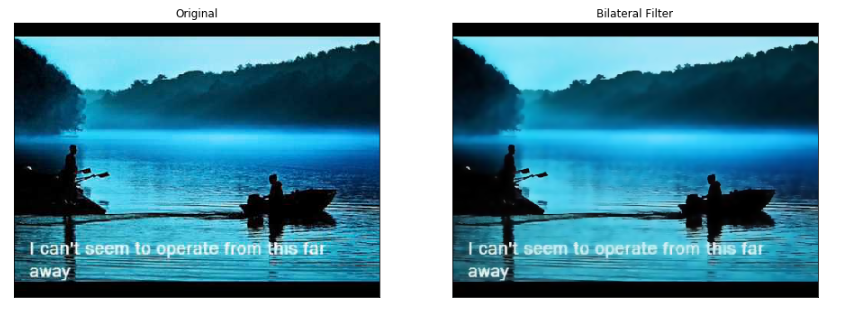 Original
Bilateral Filter
I can't seem to operate from this far
away
I can't seem to operate from this far
away